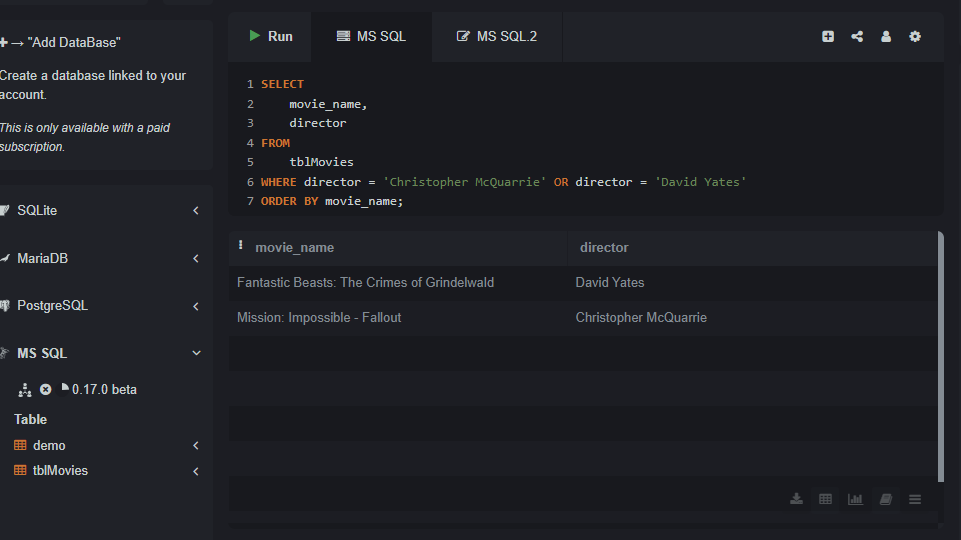 "Add DataBase"
Create a database linked to your
account.
This is only available with a paid
subscription.
SQLite
MariaDB
PostgreSQL
MS SQL
0.17.0 beta
Table
demo
tblMovies
Run
MS SQL
MS SQL.2
1 SELECT
2 movie_name,
3 director
4 FROM
5 tblMovies
6 WHERE director = 'Christopher McQuarrie' OR director = 'David Yates'
7 ORDER BY movie_name;
movie_name director
Fantastic Beasts: The Crimes of Grindelwald David Yates
Mission: Impossible - Fallout Christopher McQuarrie